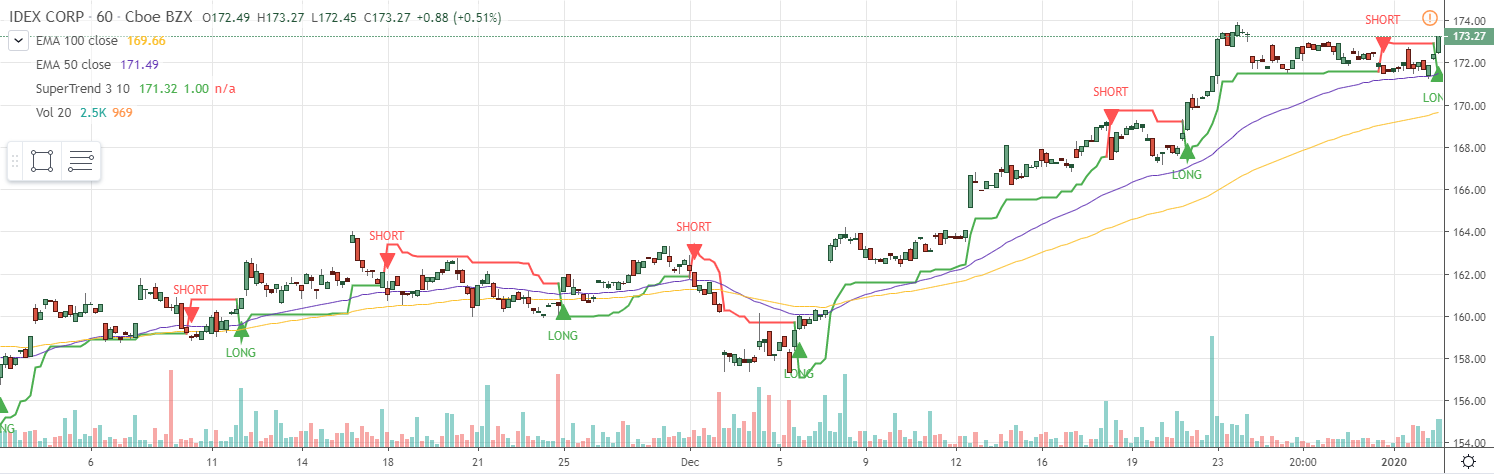 IDEX CORP · 60 · Cboe BZX O172.49 H173.27 L172.45 C173.27 +0.88 (+0.51%)
EMA 100 close 169.66
EMA 50 close 171.49
SuperTrend 3 10 171.32 1.00 n/a
Vol 20 2.5K 969
SHORT
SHORT
SHORT
SHORT
SHORT
NG
LONG
LONG
LONG
LONG
LON
174.00
173.27
172.00
170.00
168.00
166.00
164.00
162.00
160.00
158.00
156.00
154.00
6 11 14 18 21 25 Dec 5 9 12 16 19 23 20:00 2020